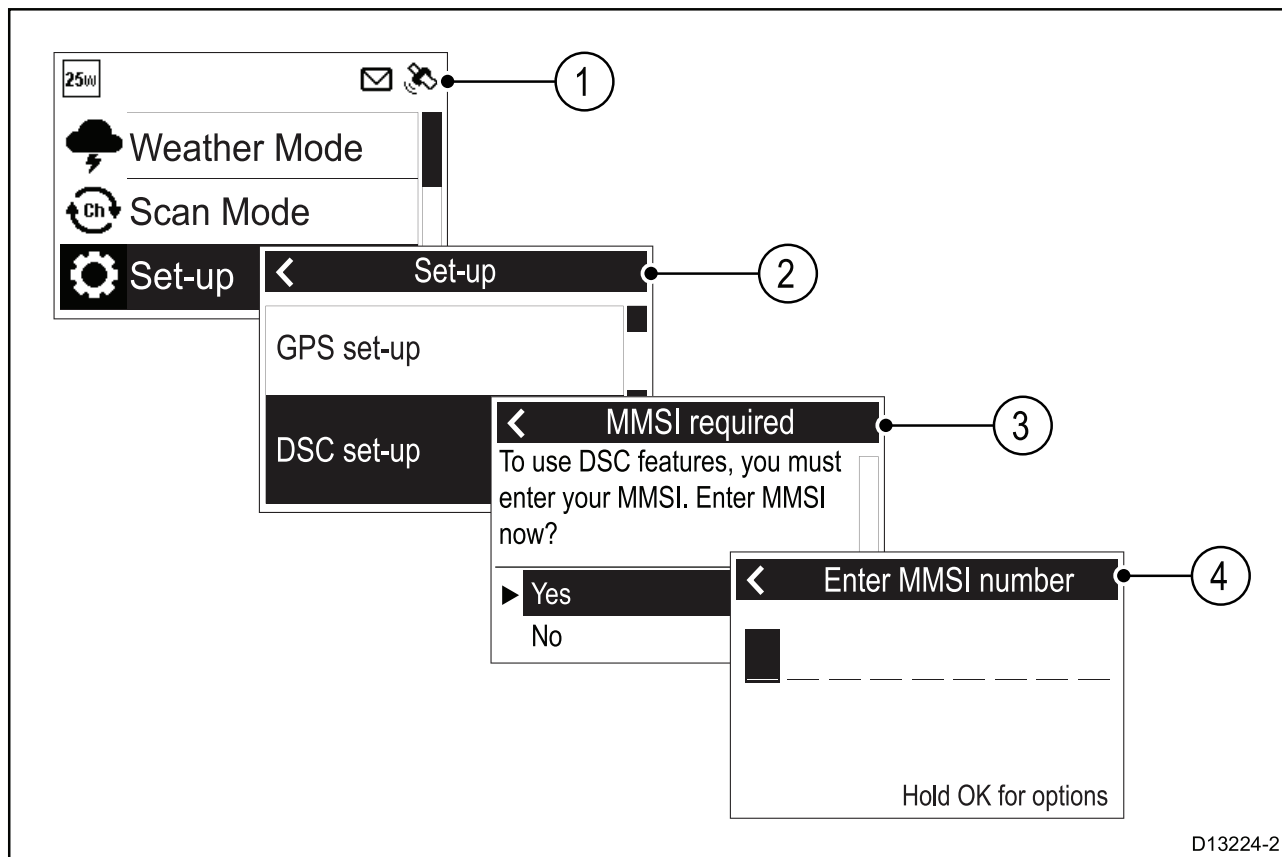 25W
1
Weather Mode
Ch
Scan Mode
Set-up
Set-up
2
GPS set-up
DSC set-up
MMSI required
3
To use DSC features, you must
enter your MMSI. Enter MMSI
now?
Yes
No
Enter MMSI number
4
Hold OK for options
D13224-2